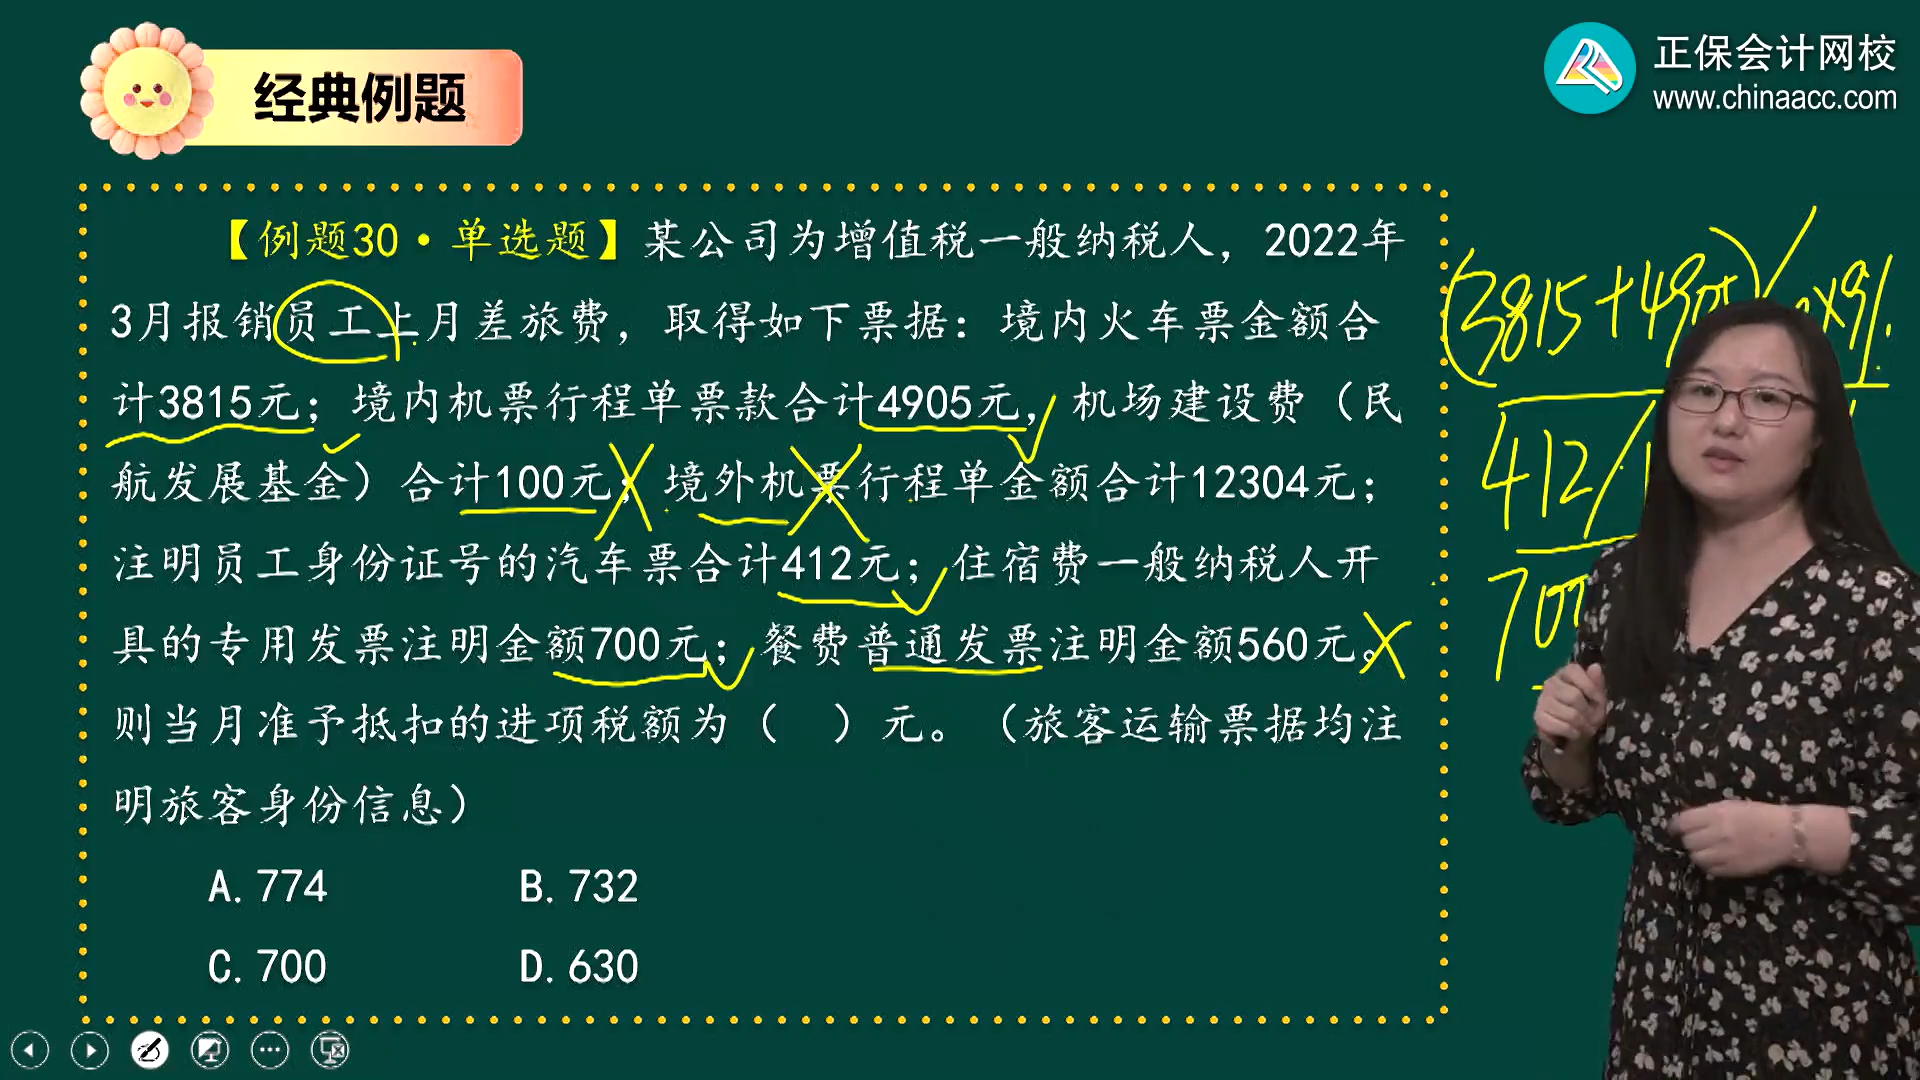 经典例题
正保会计网校
www.chinaacc.com
【例题30·单选题】某公司为增值税一般纳税人，2022年
3月报销员工上月差旅费，取得如下票据：境内火车票金额合
计3815元；境内机票行程单票款合计4905元，机场建设费（民
航发展基金）合计100元；境外机票行程单金额合计12304元；
注明员工身份证号的汽车票合计412元；住宿费一般纳税人开
具的专用发票注明金额700元；餐费普通发票注明金额560元。
则当月准予抵扣的进项税额为（ ）元。（旅客运输票据均注
明旅客身份信息）
A. 774 B. 732
C. 700 D. 630
(3815+4905)/ ×9%
412/